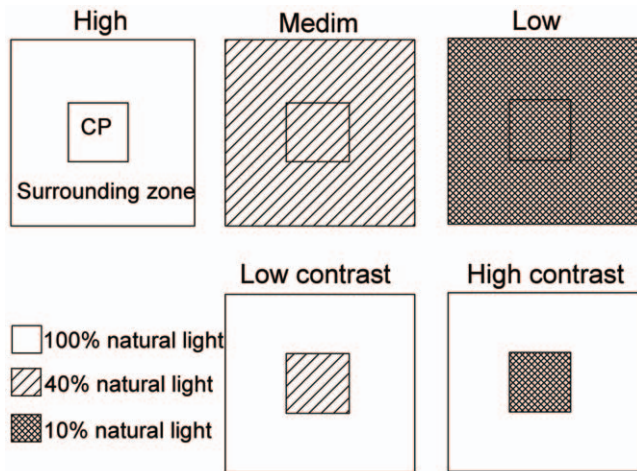 High
Medim
Low
CP
Surrounding zone
Low contrast
High contrast
100% natural light
40% natural light
10% natural light